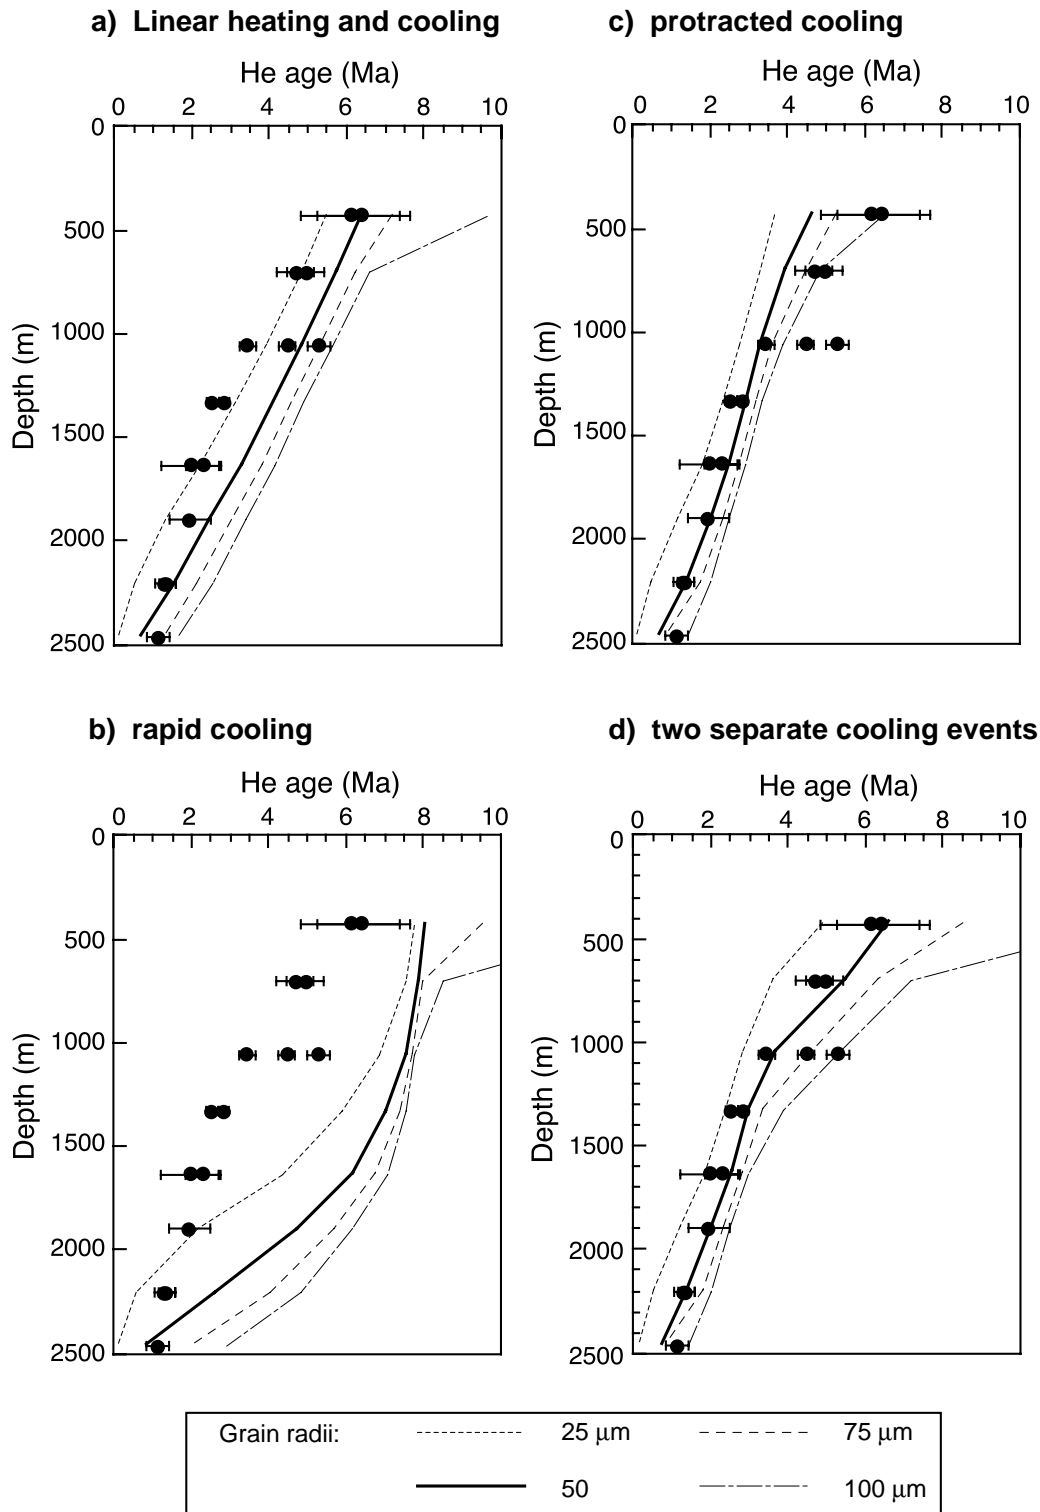 a) Linear heating and cooling
He age (Ma)
0 2 4 6 8 10
0
500
1000
1500
2000
2500
Depth (m)
c) protracted cooling
He age (Ma)
0 2 4 6 8 10
0
500
1000
1500
2000
2500
Depth (m)
b) rapid cooling
He age (Ma)
0 2 4 6 8 10
0
500
1000
1500
2000
2500
Depth (m)
d) two separate cooling events
He age (Ma)
0 2 4 6 8 10
0
500
1000
1500
2000
2500
Depth (m)
Grain radii: 25 μm 75 μm
50 100 μm